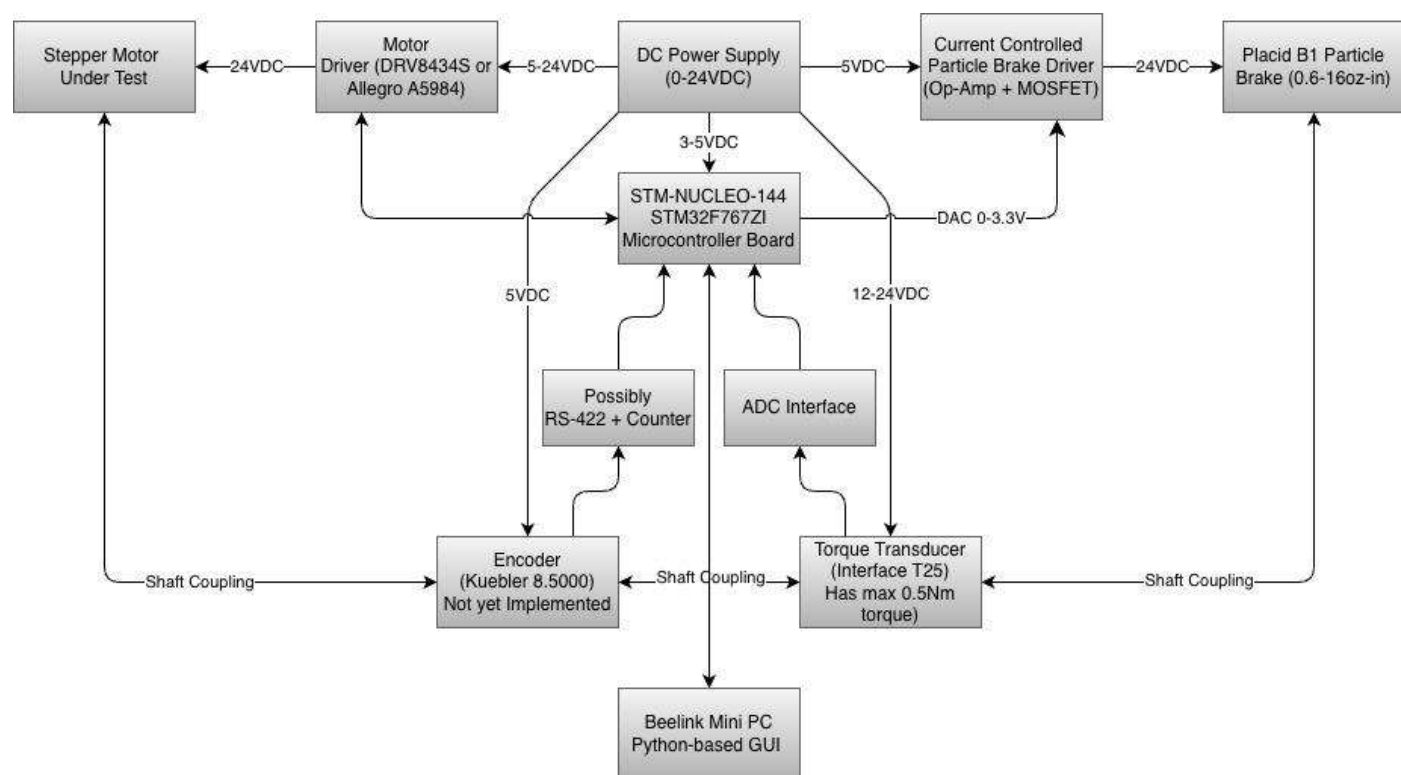 Stepper Motor
Under Test
24VDC
Motor
Driver (DRV8434S or
Allegro A5984)
5-24VDC
DC Power Supply
(0-24VDC)
5VDC
Current Controlled
Particle Brake Driver
(Op-Amp + MOSFET)
24VDC
Placid B1 Particle
Brake (0.6-16oz-in)
3-5VDC
STM-NUCLEO-144
STM32F767ZI
Microcontroller Board
DAC 0-3.3V
5VDC
12-24VDC
Possibly
RS-422 + Counter
ADC Interface
Shaft Coupling
Encoder
(Kuebler 8.5000)
Not yet Implemented
Shaft Coupling
Torque Transducer
(Interface T25)
Has max 0.5Nm
torque)
Shaft Coupling
Beelink Mini PC
Python-based GUI